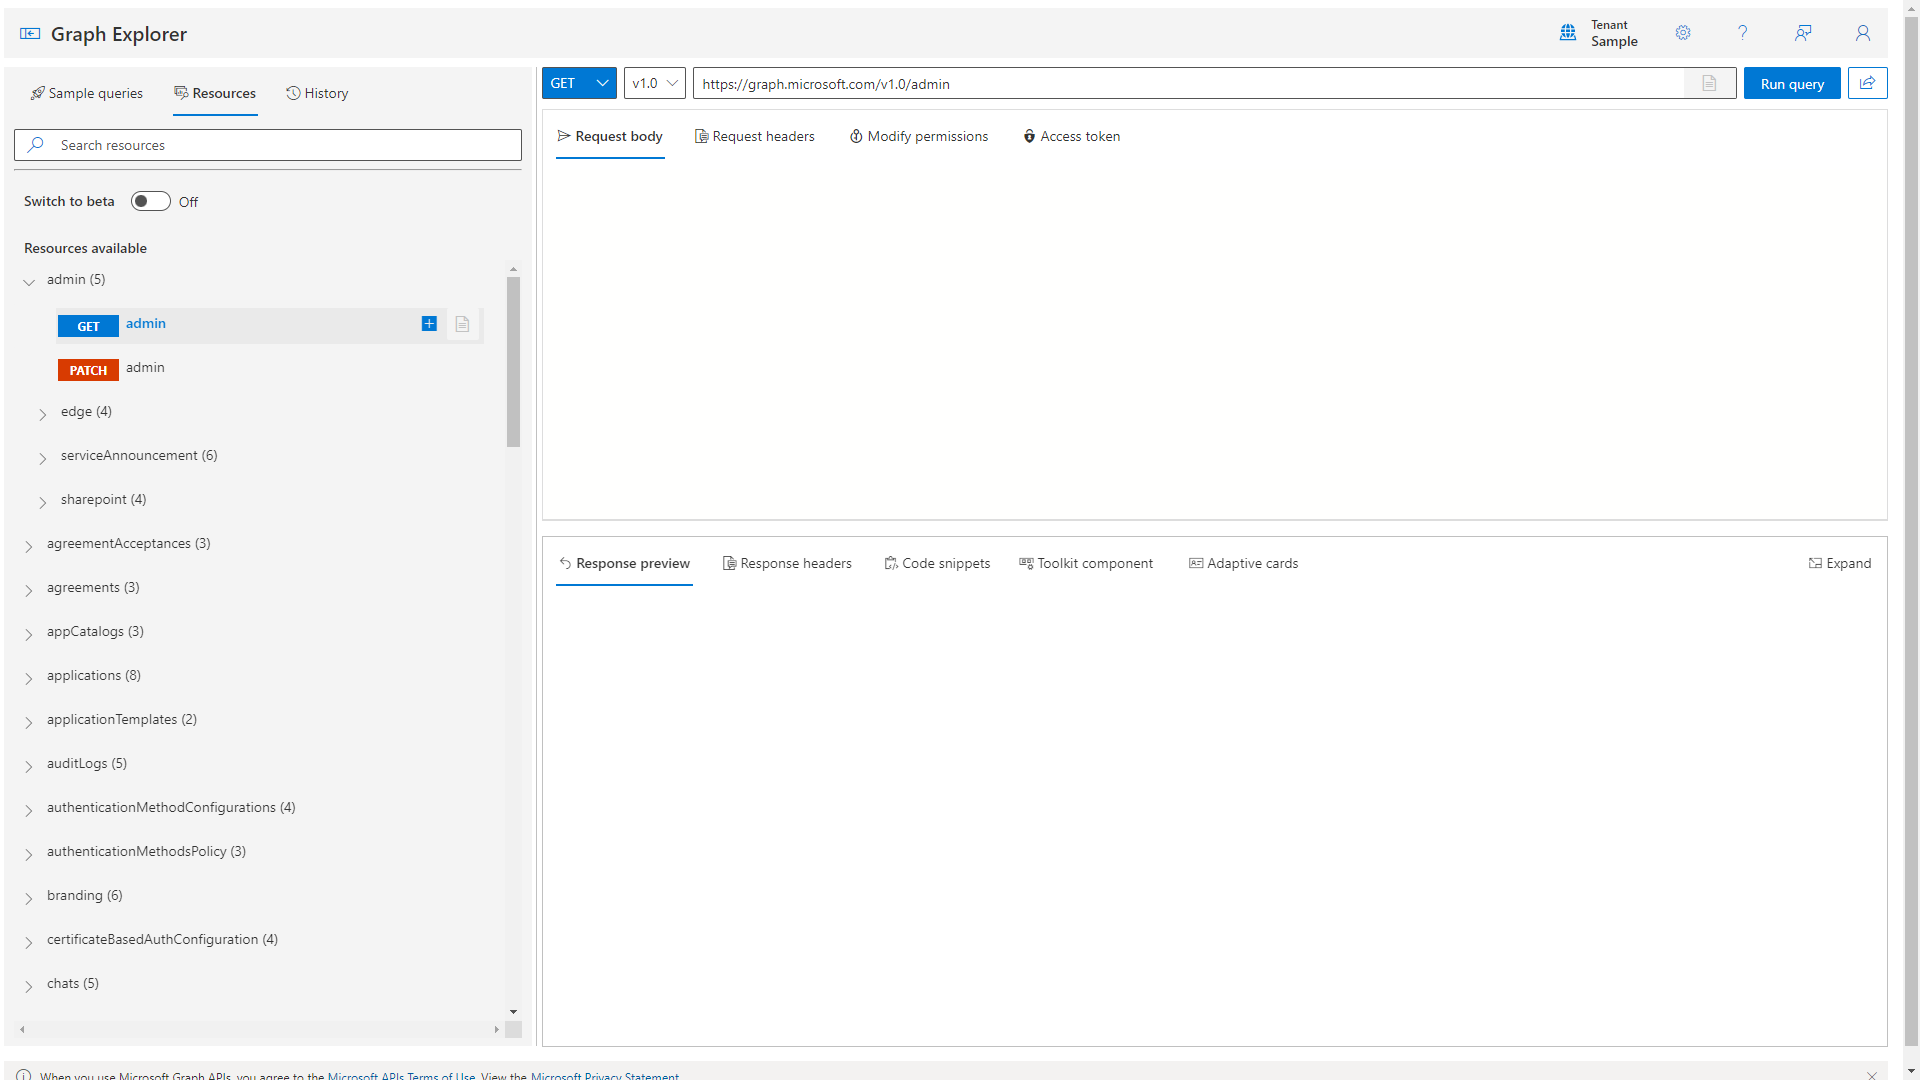 Graph Explorer
Tenant
Sample
Sample queries
Resources
History
Search resources
Switch to beta
Off
Resources available
admin (5)
GET
admin
PATCH
admin
edge (4)
serviceAnnouncement (6)
sharepoint (4)
agreementAcceptances (3)
agreements (3)
appCatalogs (3)
applications (8)
applicationTemplates (2)
auditLogs (5)
authenticationMethodConfigurations (4)
authenticationMethodsPolicy (3)
branding (6)
certificateBasedAuthConfiguration (4)
chats (5)
GET
v1.0
https://graph.microsoft.com/v1.0/admin
Run query
Request body
Request headers
Modify permissions
Access token
Response preview
Response headers
Code snippets
Toolkit component
Adaptive cards
Expand
When you use Microsoft Graph APIs, you agree to the Microsoft APIs Terms of Use. View the Microsoft Privacy Statement